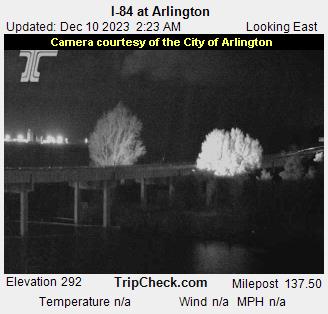 I-84 at Arlington
Updated: Dec 10 2023 2:23 AM Looking East
Camera courtesy of the City of Arlington
Elevation 292 TripCheck.com Milepost 137.50
Temperature n/a Wind n/a MPH n/a